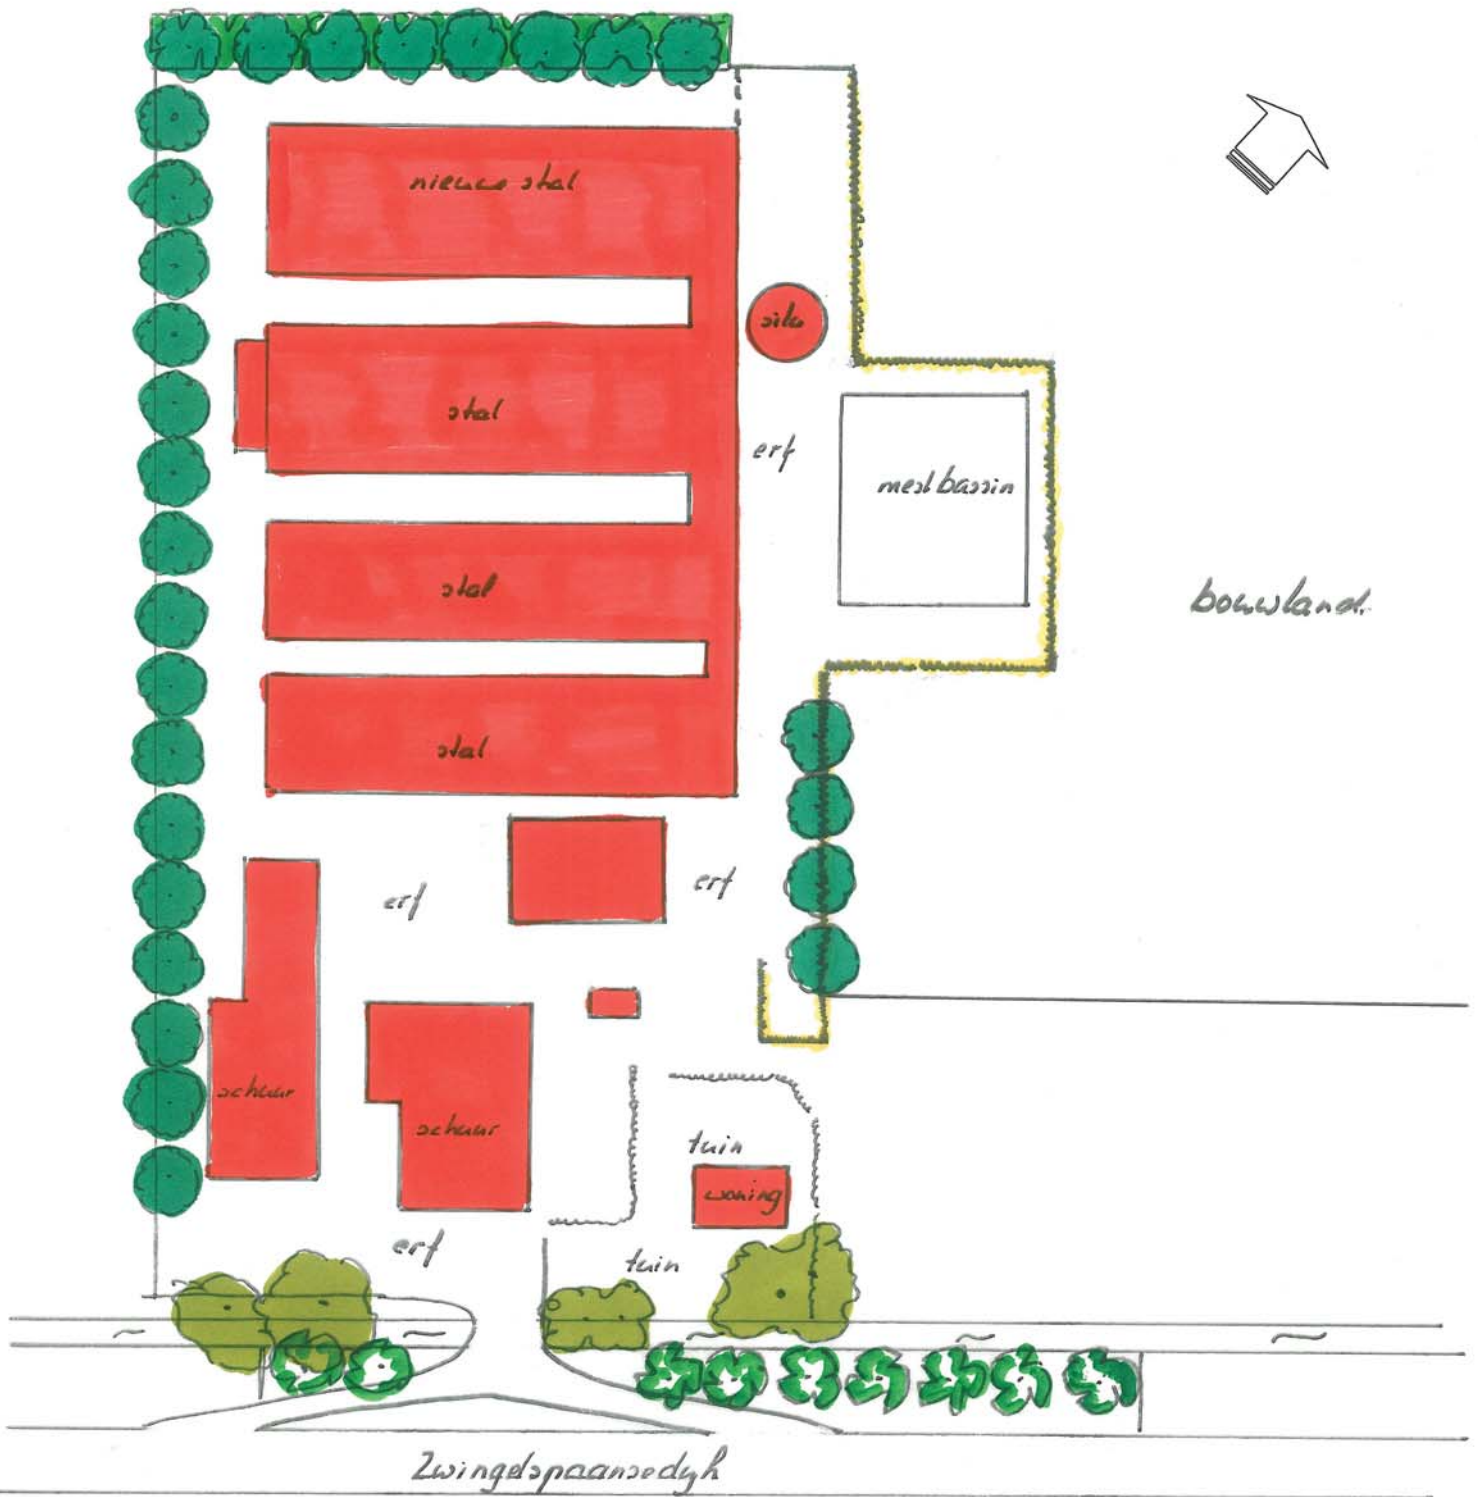 nieuwe stal
silo
stal
erf
mestbassin
stal
bouwland.
stal
erf
erf
schuur
schuur
tuin
woning
erf
tuin
Zwingelspaansedijk